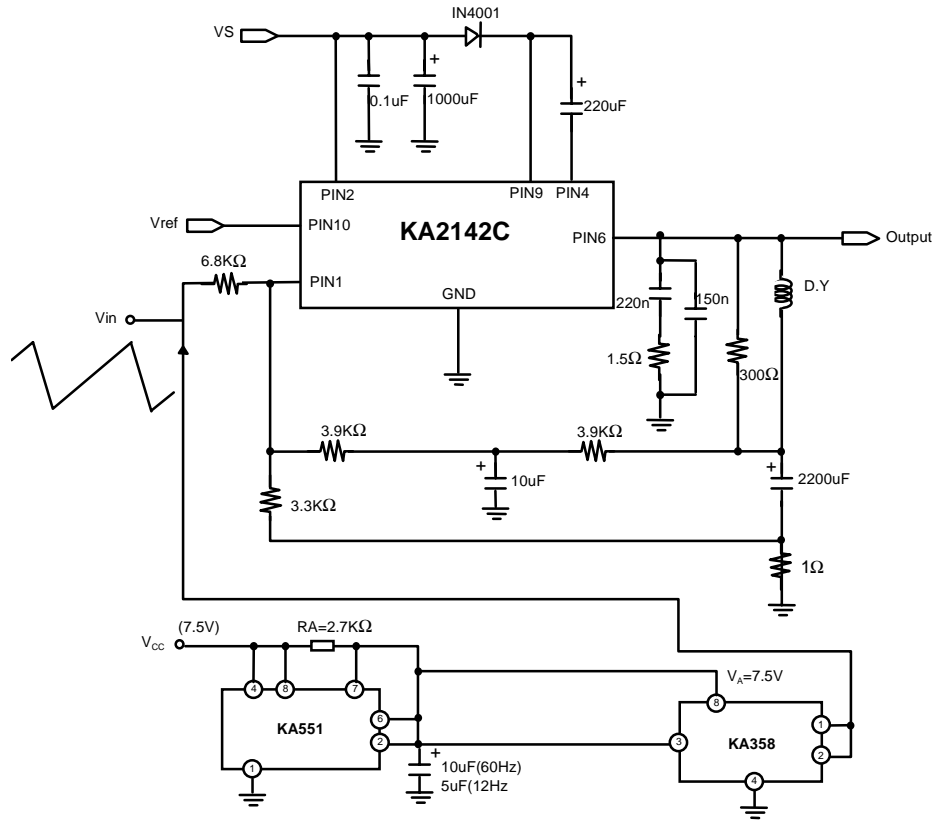 IN4001
VS
+
+
0.1uF
1000uF
220uF
PIN2
PIN9
PIN4
Vref
PIN10
KA2142C
PIN6
Output
6.8KΩ
PIN1
GND
D.Y
220n
150n
Vin
1.5Ω
300Ω
3.9KΩ
3.9KΩ
+
+
10uF
2200uF
3.3KΩ
1Ω
(7.5V)
RA=2.7KΩ
VCC
VA=7.5V
4
8
7
8
KA551
6
1
2
3
KA358
2
1
+
10uF(60Hz)
5uF(12Hz
4